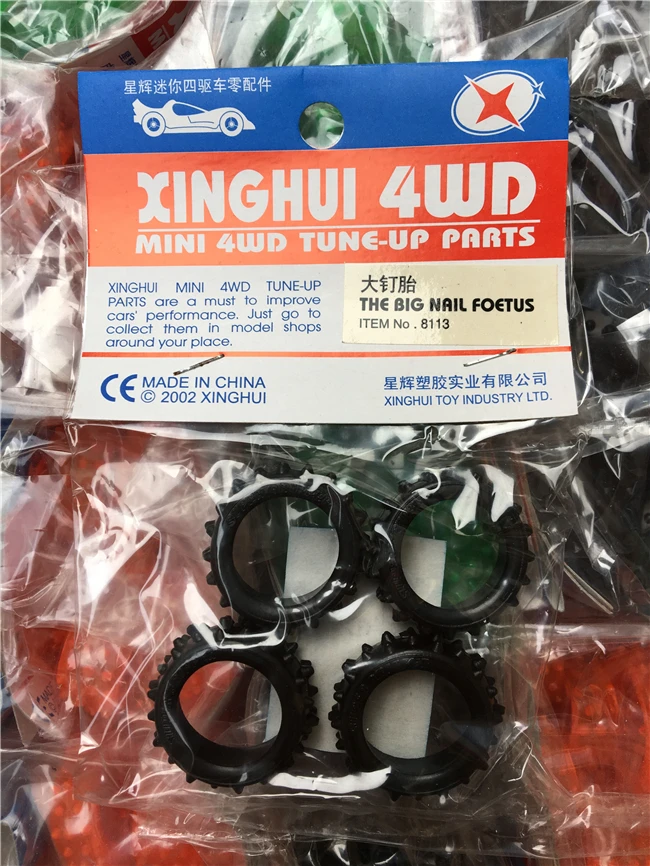 星辉迷你四驱车零配件
XINGHUI 4WD
MINI 4WD TUNE-UP PARTS
XINGHUI MINI 4WD TUNE-UP
PARTS are a must to improve
cars' performance. Just go to
collect them in model shops
around your place.
大钉胎
THE BIG NAIL FOETUS
ITEM No . 8113
CE MADE IN CHINA
© 2002 XINGHUI
星辉塑胶实业有限公司
XINGHUI TOY INDUSTRY LTD.